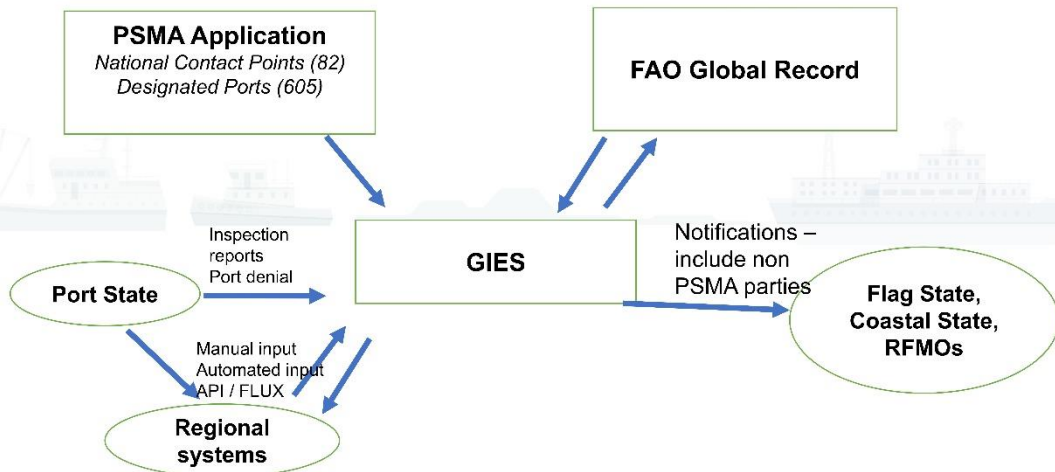 PSMA Application
National Contact Points (82)
Designated Ports (605)
FAO Global Record
Inspection
reports
Port denial
Port State
GIES
Notifications –
include non
PSMA parties
Flag State,
Coastal State,
RFMOs
Manual input
Automated input
API / FLUX
Regional
systems